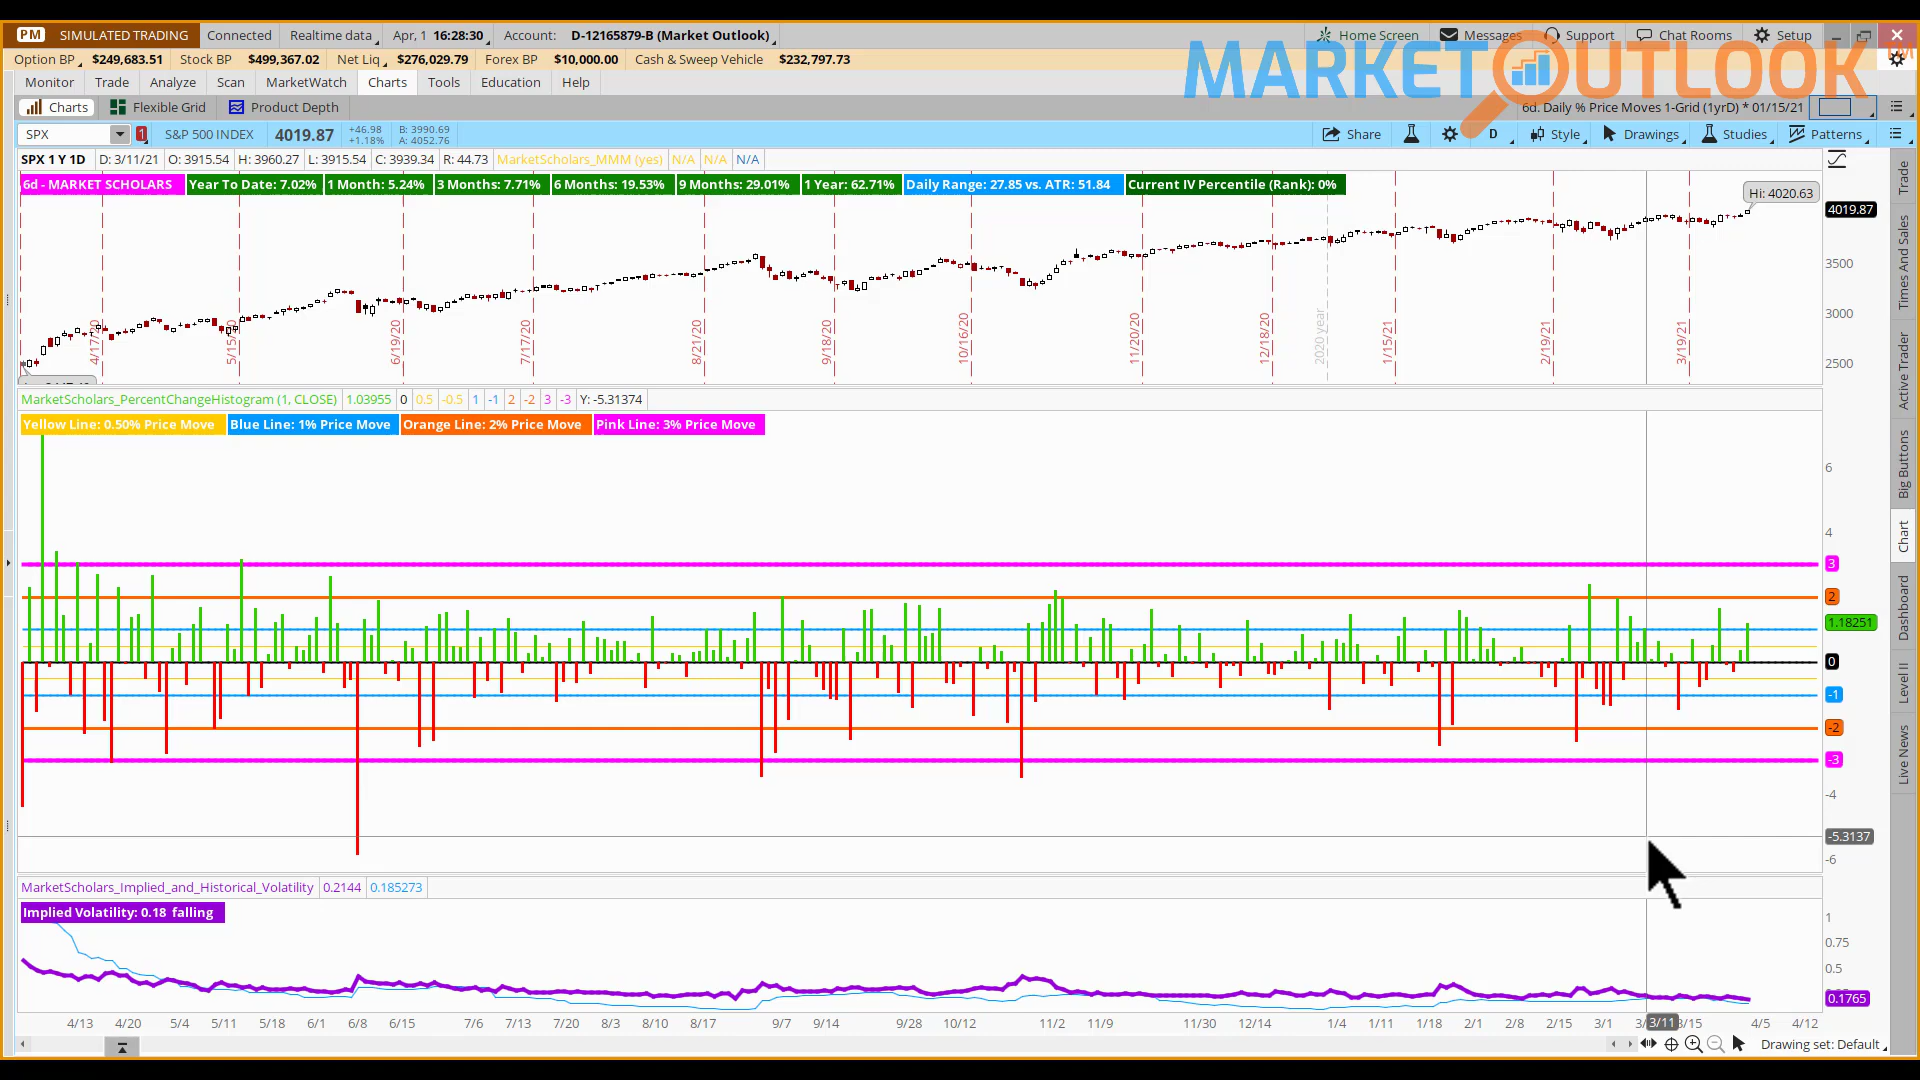 PM SIMULATED TRADING Connected Realtime data Apr, 1 16:28:30 Account: D-12165879-B (Market Outlook) Home Screen Messages Support Chat Rooms Setup
MARKETOUTLOOK
Option BP $249,683.51 Stock BP $499,367.02 Net Liq $276,029.79 Forex BP $10,000.00 Cash & Sweep Vehicle $232,797.73
Monitor Trade Analyze Scan MarketWatch Charts Tools Education Help
Charts Flexible Grid Product Depth 6d. Daily % Price Moves 1-Grid (1yrD) * 01/15/21
SPX 1 S&P 500 INDEX 4019.87 +46.98 B: 3990.69 Share D Style Drawings Studies Patterns
+1.18% A: 4052.76
SPX 1 Y 1D D: 3/11/21 O: 3915.54 H: 3960.27 L: 3915.54 C: 3939.34 R: 44.73 MarketScholars_MMM (yes) N/A N/A N/A
6d - MARKET SCHOLARS Year To Date: 7.02% 1 Month: 5.24% 3 Months: 7.71% 6 Months: 19.53% 9 Months: 29.01% 1 Year: 62.71% Daily Range: 27.85 vs. ATR: 51.84 Current IV Percentile (Rank): 0%
Hi: 4020.63
4019.87
3500
3000
2500
4/17/20 5/15/20 6/19/20 7/17/20 8/21/20 9/18/20 10/16/20 11/20/20 12/18/20 2020 year 1/15/21 2/19/21 3/19/21
MarketScholars_PercentChangeHistogram (1, CLOSE) 1.03955 0 0.5 -0.5 1 -1 2 -2 3 -3 Y: -5.31374
Yellow Line: 0.50% Price Move Blue Line: 1% Price Move Orange Line: 2% Price Move Pink Line: 3% Price Move
6
4
3
2
1.18251
0
-1
-2
-3
-4
-5.3137
-6
MarketScholars_Implied_and_Historical_Volatility 0.2144 0.185273
Implied Volatility: 0.18 falling
1
0.75
0.5
0.1765
4/13 4/20 5/4 5/11 5/18 6/1 6/8 6/15 7/6 7/13 7/20 8/3 8/10 8/17 9/7 9/14 9/28 10/12 11/2 11/9 11/30 12/14 1/4 1/11 1/18 2/1 2/8 2/15 3/1 3/11 3/15 4/5 4/12
Drawing set: Default
Trade
Times And Sales
Active Trader
Big Buttons
Chart
Dashboard
Level II
Live News